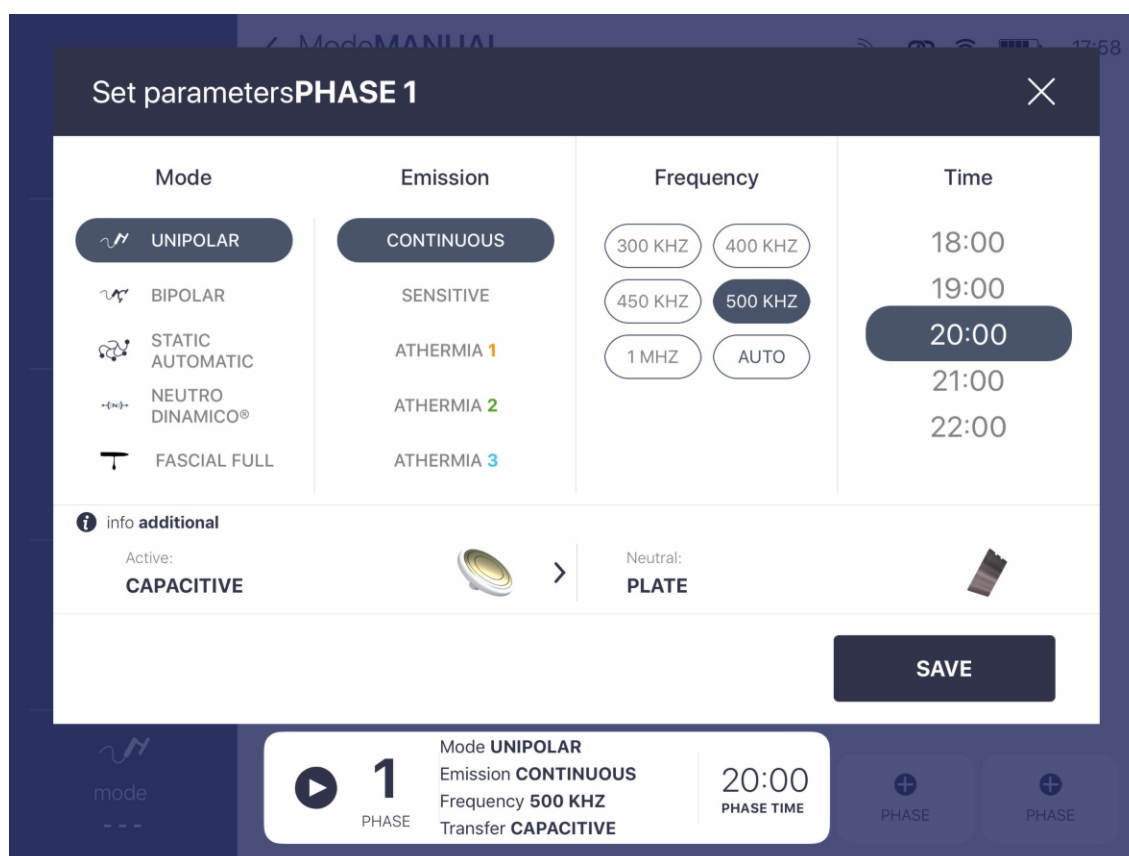 ModoMANUAL
17:58
Set parametersPHASE 1
Mode
Emission
Frequency
Time
UNIPOLAR
BIPOLAR
STATIC
AUTOMATIC
NEUTRO
DINAMICO®
FASCIAL FULL
CONTINUOUS
SENSITIVE
ATHERMIA 1
ATHERMIA 2
ATHERMIA 3
300 KHZ
400 KHZ
450 KHZ
500 KHZ
1 MHZ
AUTO
18:00
19:00
20:00
21:00
22:00
info additional
Active:
CAPACITIVE
Neutral:
PLATE
SAVE
mode
---
1
PHASE
Mode UNIPOLAR
Emission CONTINUOUS
Frequency 500 KHZ
Transfer CAPACITIVE
20:00
PHASE TIME
PHASE
PHASE